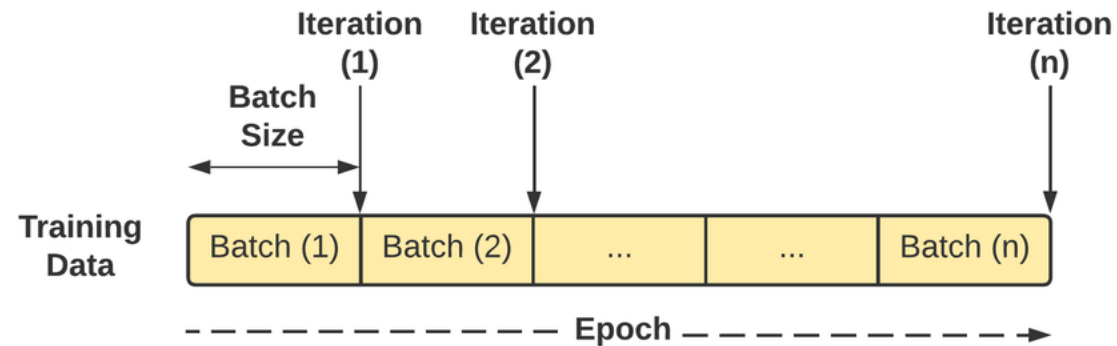 Iteration
(1)
Iteration
(2)
Iteration
(n)
Batch
Size
Training
Data
Batch (1)
Batch (2)
...
...
Batch (n)
Epoch